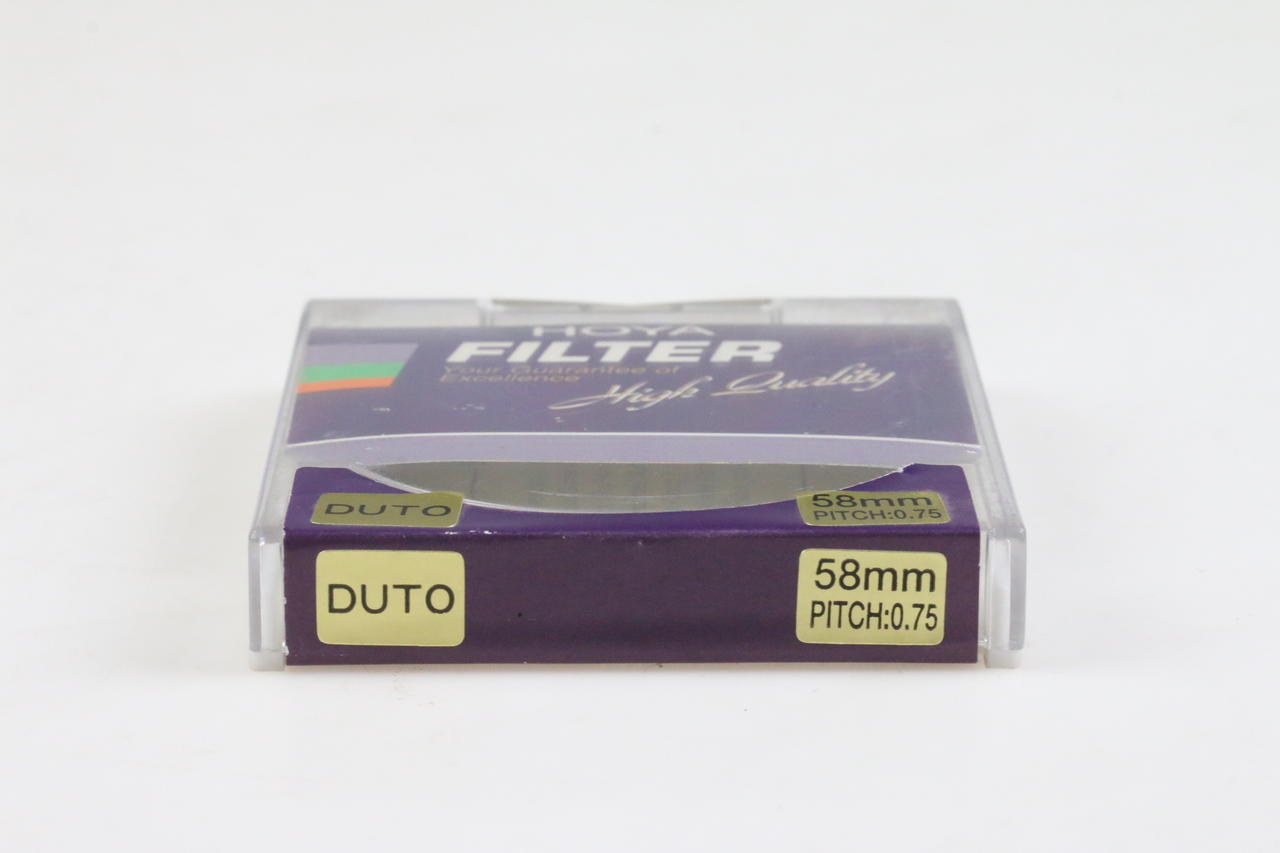 HOYA
FILTER
Your Guarantee of
Excellence
High Quality
DUTO
58mm
PITCH:0.75
DUTO
58mm
PITCH:0.75